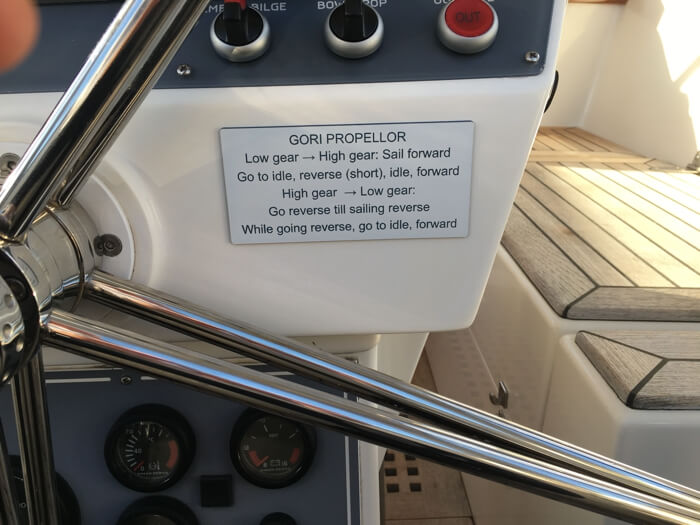 BILGE
OUT
GORI PROPELLOR
Low gear → High gear: Sail forward
Go to idle, reverse (short), idle, forward
High gear → Low gear:
Go reverse till sailing reverse
While going reverse, go to idle, forward